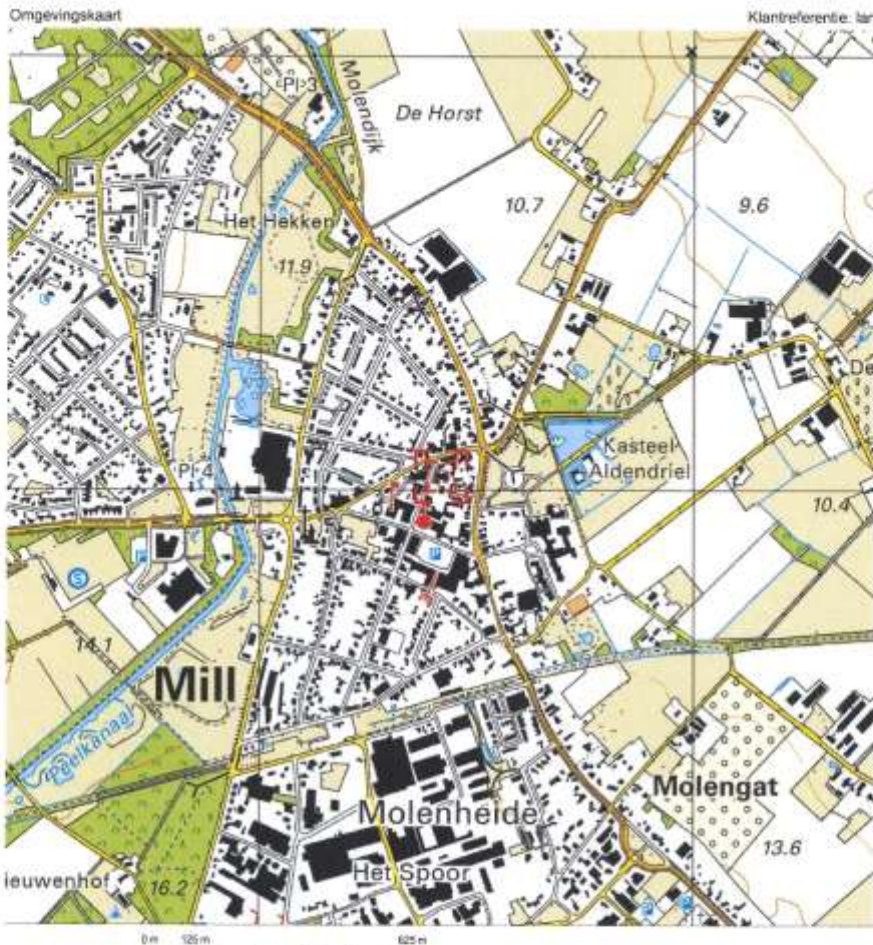 Omgevingskaart
Klantreferentie: lan
Pl. 3
Molendijk
De Horst
10.7
9.6
Het Hekken
11.9
De
Pl. 4
Kasteel
Aldendriel
10.4
P
S
14.1
Mill
Peelkanaal
Molenheide
Molengat
Het Spoor
13.6
ieuwenhof
16.2
0 m 125 m 625 m